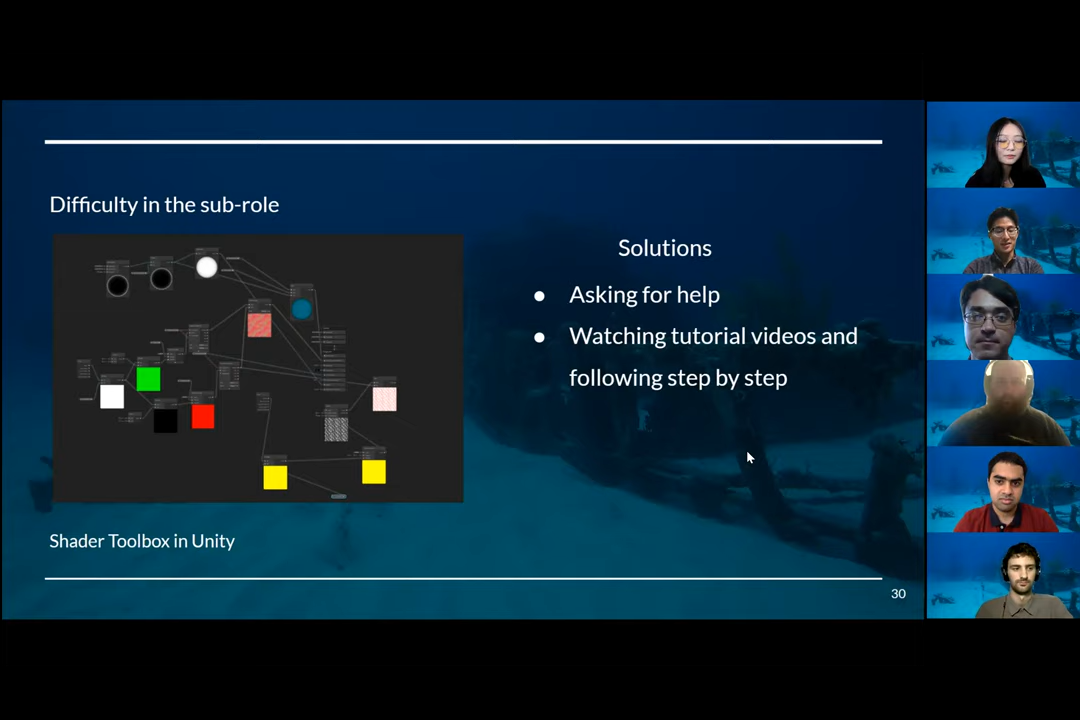 Difficulty in the sub-role
Solutions
● Asking for help
● Watching tutorial videos and
following step by step
Shader Toolbox in Unity
30